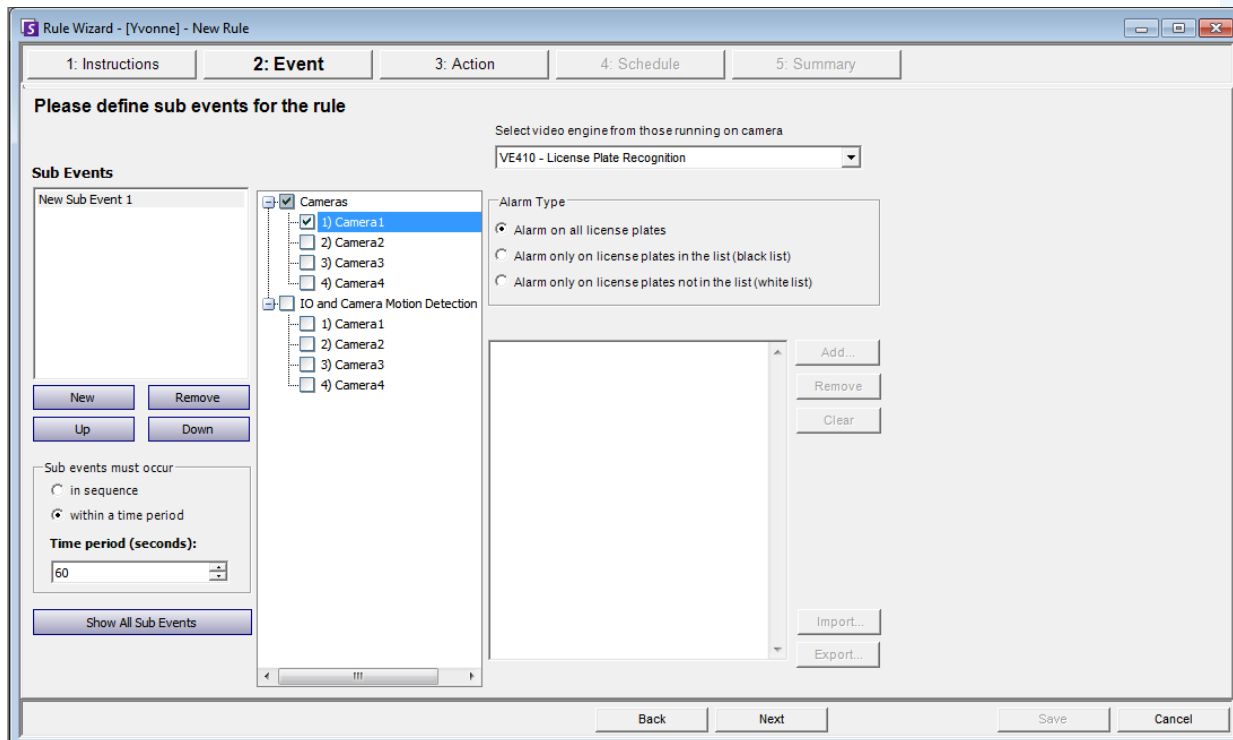 Rule Wizard - [Yvonne] - New Rule
1: Instructions
2: Event
3: Action
4: Schedule
5: Summary
Please define sub events for the rule
Select video engine from those running on camera
VE410 - License Plate Recognition
Sub Events
New Sub Event 1
New
Remove
Up
Down
Sub events must occur
in sequence
within a time period
Time period (seconds):
60
Show All Sub Events
Cameras
1) Camera1
2) Camera2
3) Camera3
4) Camera4
IO and Camera Motion Detection
1) Camera1
2) Camera2
3) Camera3
4) Camera4
Alarm Type
Alarm on all license plates
Alarm only on license plates in the list (black list)
Alarm only on license plates not in the list (white list)
Add...
Remove
Clear
Import...
Export...
Back
Next
Save
Cancel